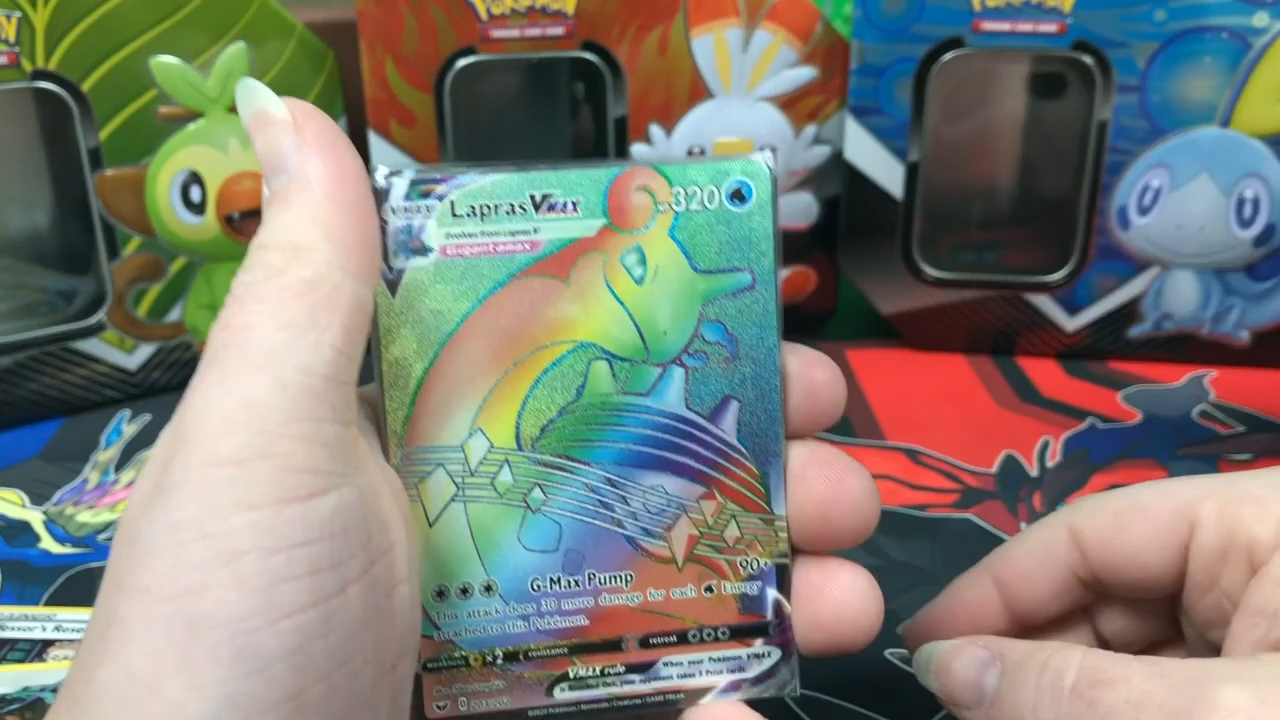 Pokémon
Pokémon
N
VMAX
Lapras VMAX
320
Evolves from Lapras V
Gigantamax
G-Max Pump
90+
This attack does 30 more damage for each Energy
attached to this Pokémon.
weakness ×2 resistance retreat
VMAX rule
When your Pokémon VMAX
is Knocked Out, your opponent takes 3 Prize cards.
203/202
©2020 Pokémon / Nintendo / Creatures / GAME FREAK